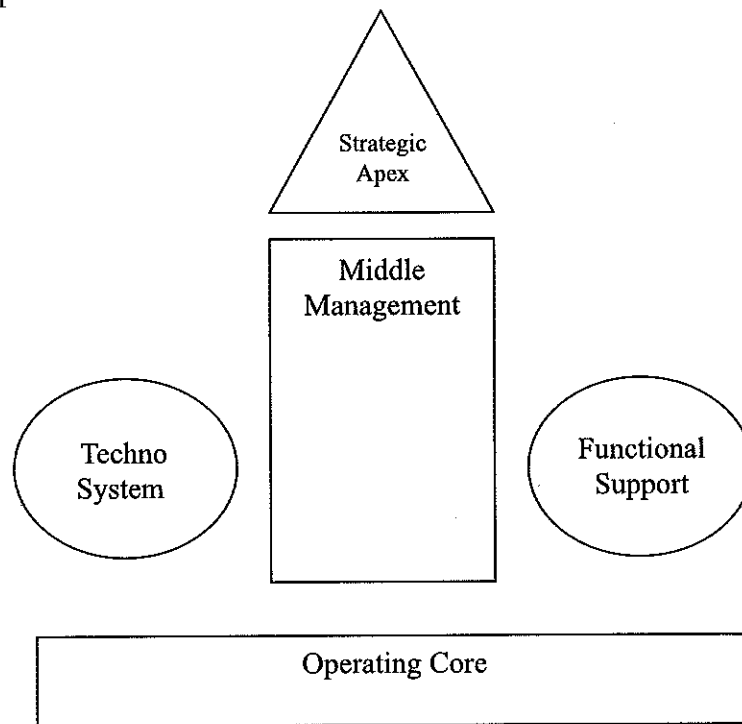 Strategic
Apex
Middle
Management
Techno
System
Functional
Support
Operating Core